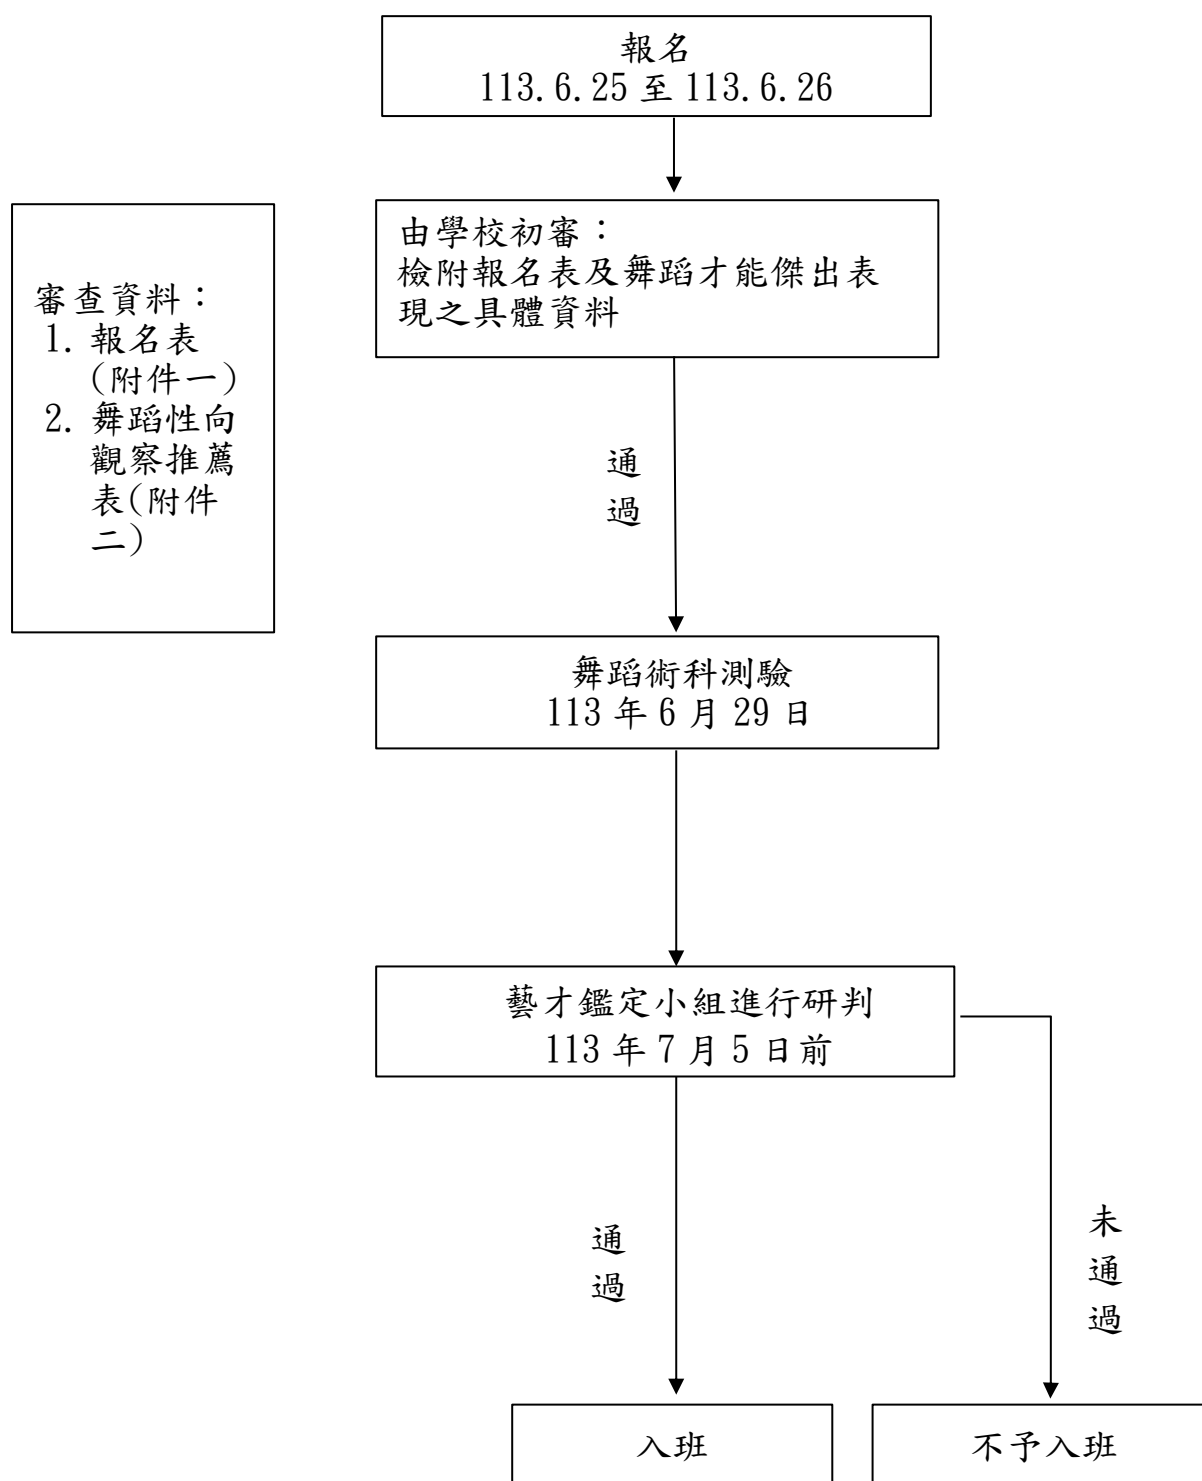 報名
113.6.25 至 113.6.26
由學校初審：
檢附報名表及舞蹈才能傑出表
現之具體資料
審查資料：
1. 報名表
(附件一)
2. 舞蹈性向
觀察推薦
表(附件
二)
通
過
舞蹈術科測驗
113 年 6 月 29 日
藝才鑑定小組進行研判
113 年 7 月 5 日前
通
過
未
通
過
入班
不予入班